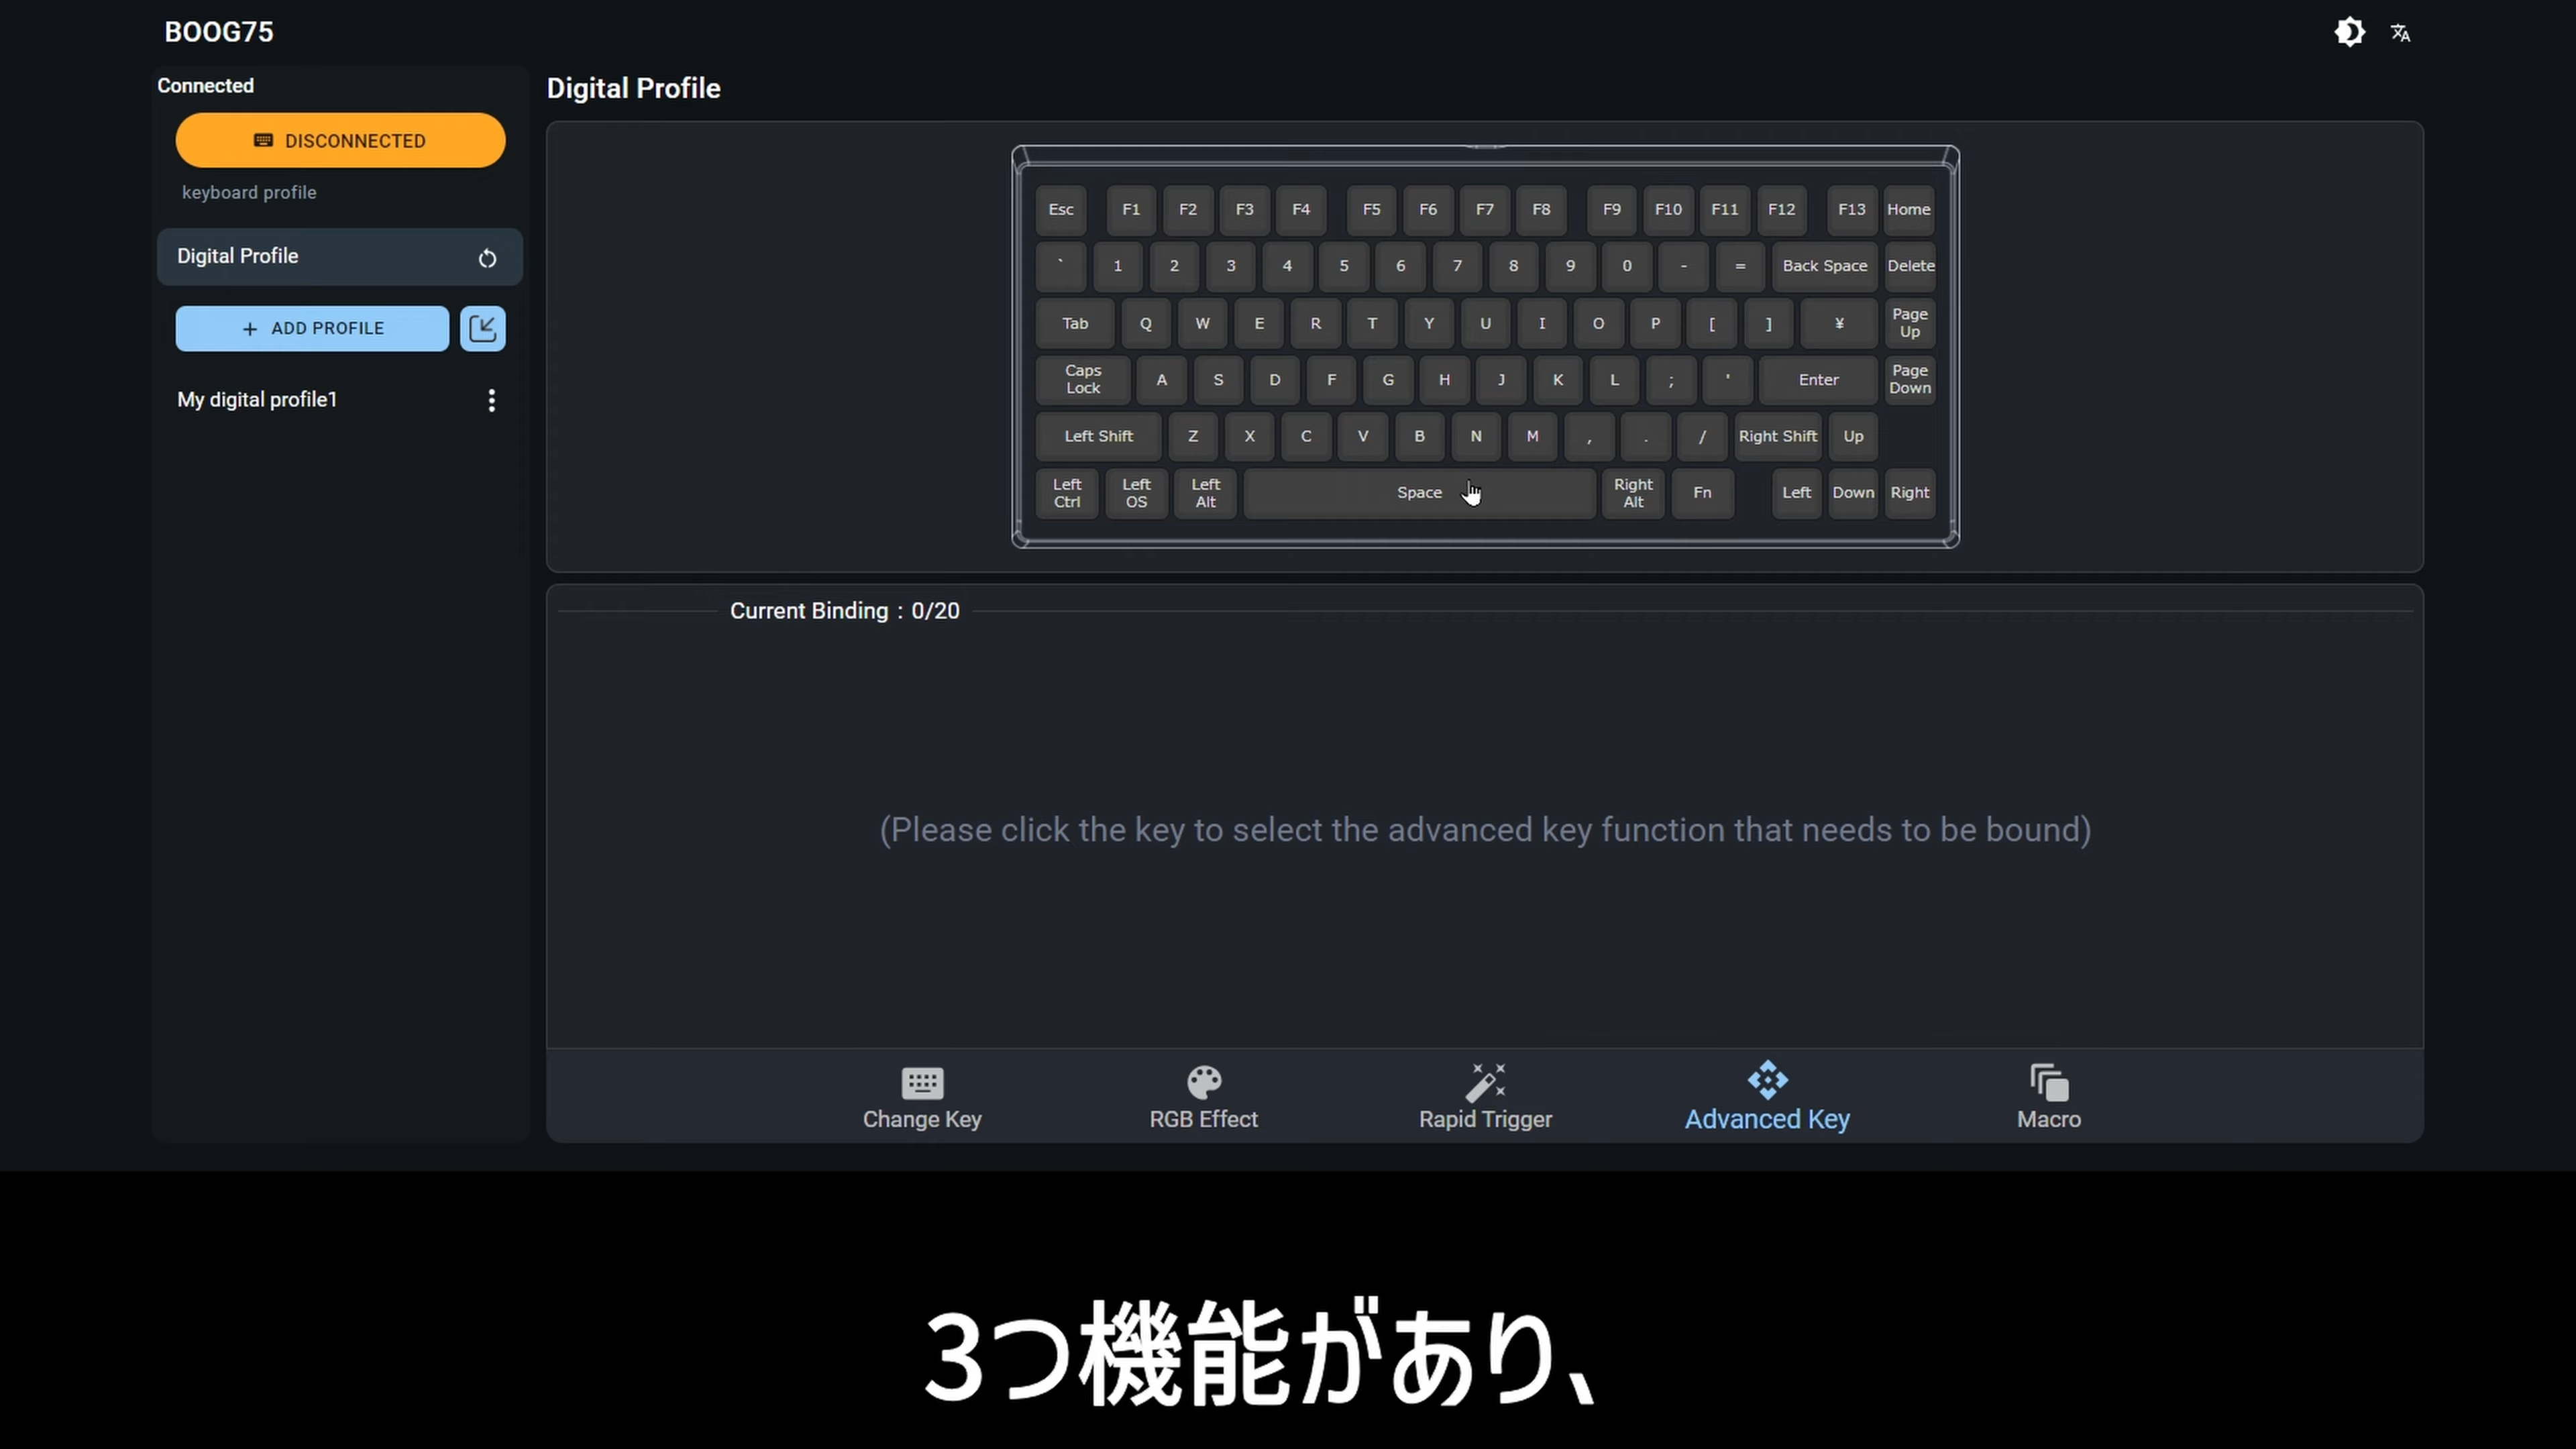 BOOG75
Connected
DISCONNECTED
keyboard profile
Digital Profile
+ ADD PROFILE
My digital profile1
Digital Profile
Esc F1 F2 F3 F4 F5 F6 F7 F8 F9 F10 F11 F12 F13 Home
` 1 2 3 4 5 6 7 8 9 0 - = Back Space Delete
Tab Q W E R T Y U I O P [ ] ¥ Page Up
Caps Lock A S D F G H J K L ; ' Enter Page Down
Left Shift Z X C V B N M , . / Right Shift Up
Left Ctrl Left OS Left Alt Space Right Alt Fn Left Down Right
Current Binding : 0/20
(Please click the key to select the advanced key function that needs to be bound)
Change Key RGB Effect Rapid Trigger Advanced Key Macro
3つ機能があり、